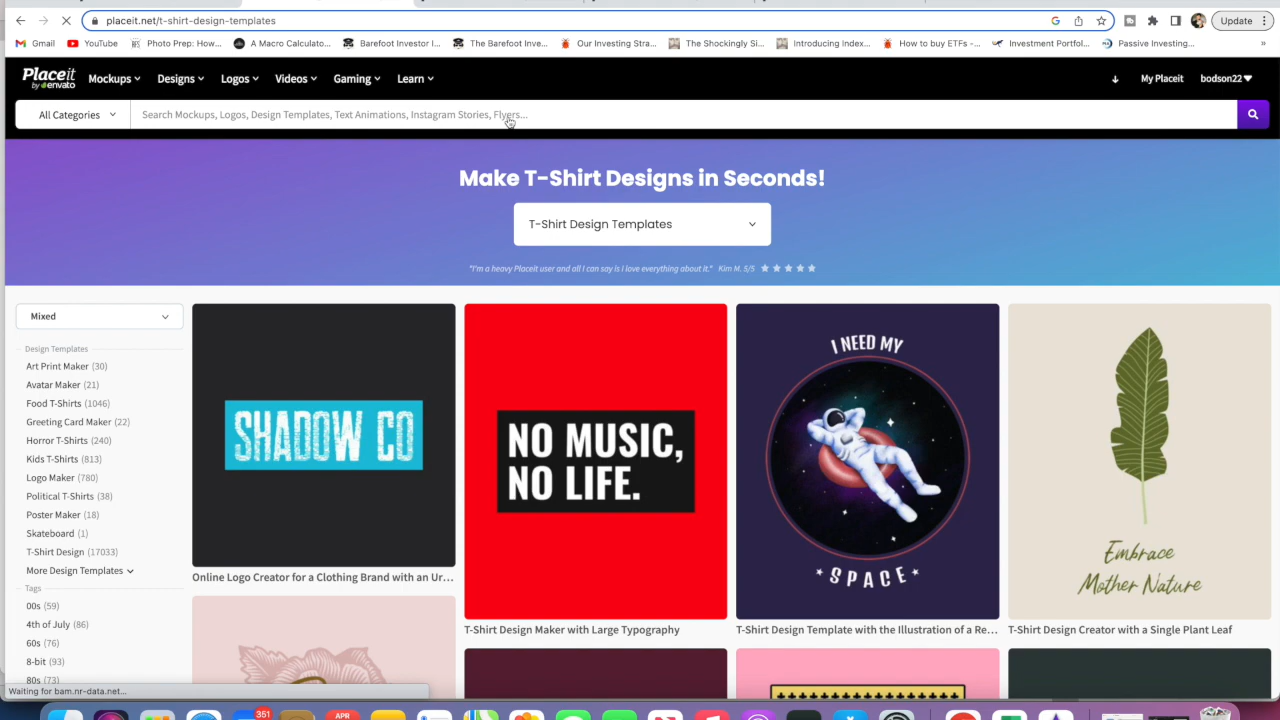 placeit.net/t-shirt-design-templates
Update
Gmail
YouTube
Photo Prep: How...
A Macro Calculato...
Barefoot Investor I...
The Barefoot Inve...
Our Investing Stra...
The Shockingly Si...
Introducing Index...
How to buy ETFs -...
Investment Portfol...
Passive Investing...
»
Placeit
by envato
Mockups
Designs
Logos
Videos
Gaming
Learn
My Placeit
bodson22
All Categories
Search Mockups, Logos, Design Templates, Text Animations, Instagram Stories, Flyers...
Make T-Shirt Designs in Seconds!
T-Shirt Design Templates
"I'm a heavy Placeit user and all I can say is I love everything about it." Kim M. 5/5
Mixed
Design Templates
Art Print Maker (30)
Avatar Maker (21)
Food T-Shirts (1046)
Greeting Card Maker (22)
Horror T-Shirts (240)
Kids T-Shirts (813)
Logo Maker (780)
Political T-Shirts (38)
Poster Maker (18)
Skateboard (1)
T-Shirt Design (17033)
More Design Templates
Tags
00s (59)
4th of July (86)
60s (76)
8-bit (93)
80s (73)
SHADOW CO
Online Logo Creator for a Clothing Brand with an Ur...
NO MUSIC,
NO LIFE.
T-Shirt Design Maker with Large Typography
I NEED MY
SPACE
T-Shirt Design Template with the Illustration of a Re...
Embrace
Mother Nature
T-Shirt Design Creator with a Single Plant Leaf
Waiting for bam.nr-data.net...
351
APR